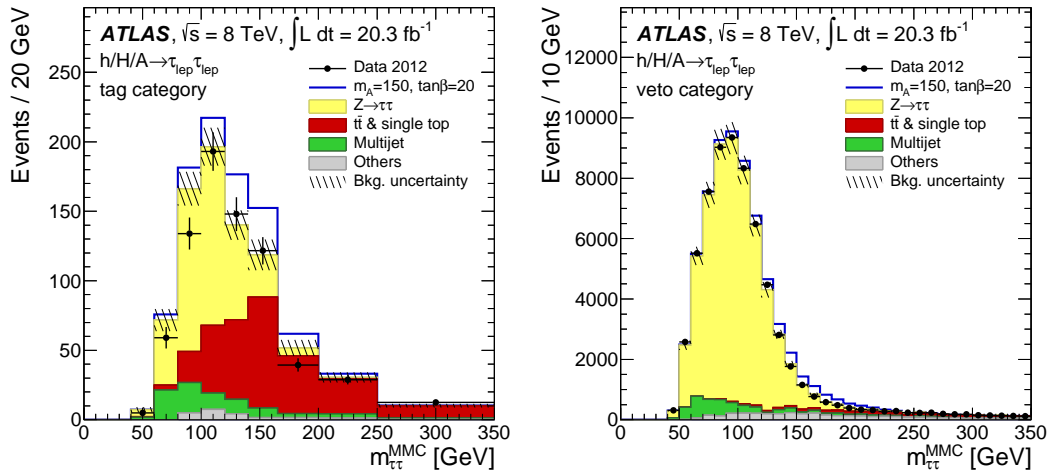 ATLAS, √s = 8 TeV, ∫L dt = 20.3 fb⁻¹
h/H/A→τlepτlep
tag category
Data 2012
mA=150, tanβ=20
Z→ττ
tt̄ & single top
Multijet
Others
Bkg. uncertainty
Events / 20 GeV
250
200
150
100
50
0
0 50 100 150 200 250 300 350
mττ^MMC [GeV]
ATLAS, √s = 8 TeV, ∫L dt = 20.3 fb⁻¹
h/H/A→τlepτlep
veto category
Data 2012
mA=150, tanβ=20
Z→ττ
tt̄ & single top
Multijet
Others
Bkg. uncertainty
Events / 10 GeV
12000
10000
8000
6000
4000
2000
0
0 50 100 150 200 250 300 350
mττ^MMC [GeV]